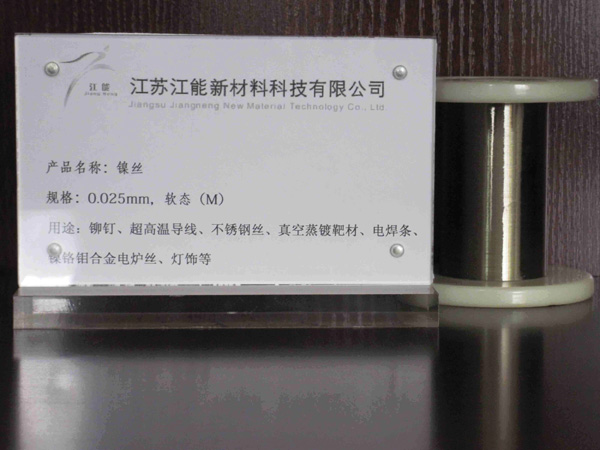 江能
Jiang Neng
江苏江能新材料科技有限公司
Jiangsu Jiangneng New Material Technology Co., Ltd
产品名称：镍丝
规格：0.025mm，软态（M）
用途：铆钉、超高温导线、不锈钢丝、真空蒸镀靶材、电焊条、
镍铬钼合金电炉丝、灯饰等